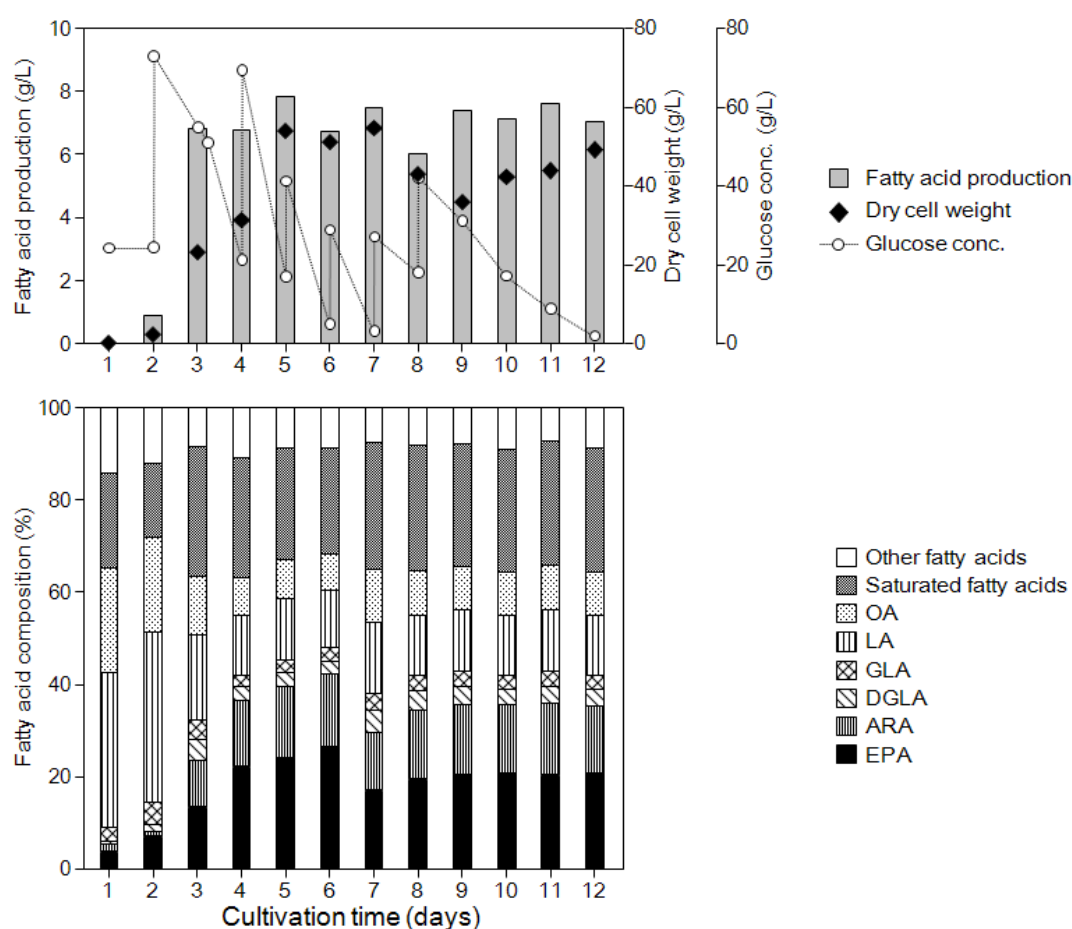 Fatty acid production (g/L)
10
8
6
4
2
0
80
60
40
20
0
Dry cell weight (g/L)
80
60
40
20
0
Glucose conc. (g/L)
1 2 3 4 5 6 7 8 9 10 11 12
Fatty acid production
Dry cell weight
Glucose conc.
Fatty acid composition (%)
100
80
60
40
20
0
1 2 3 4 5 6 7 8 9 10 11 12
Cultivation time (days)
Other fatty acids
Saturated fatty acids
OA
LA
GLA
DGLA
ARA
EPA